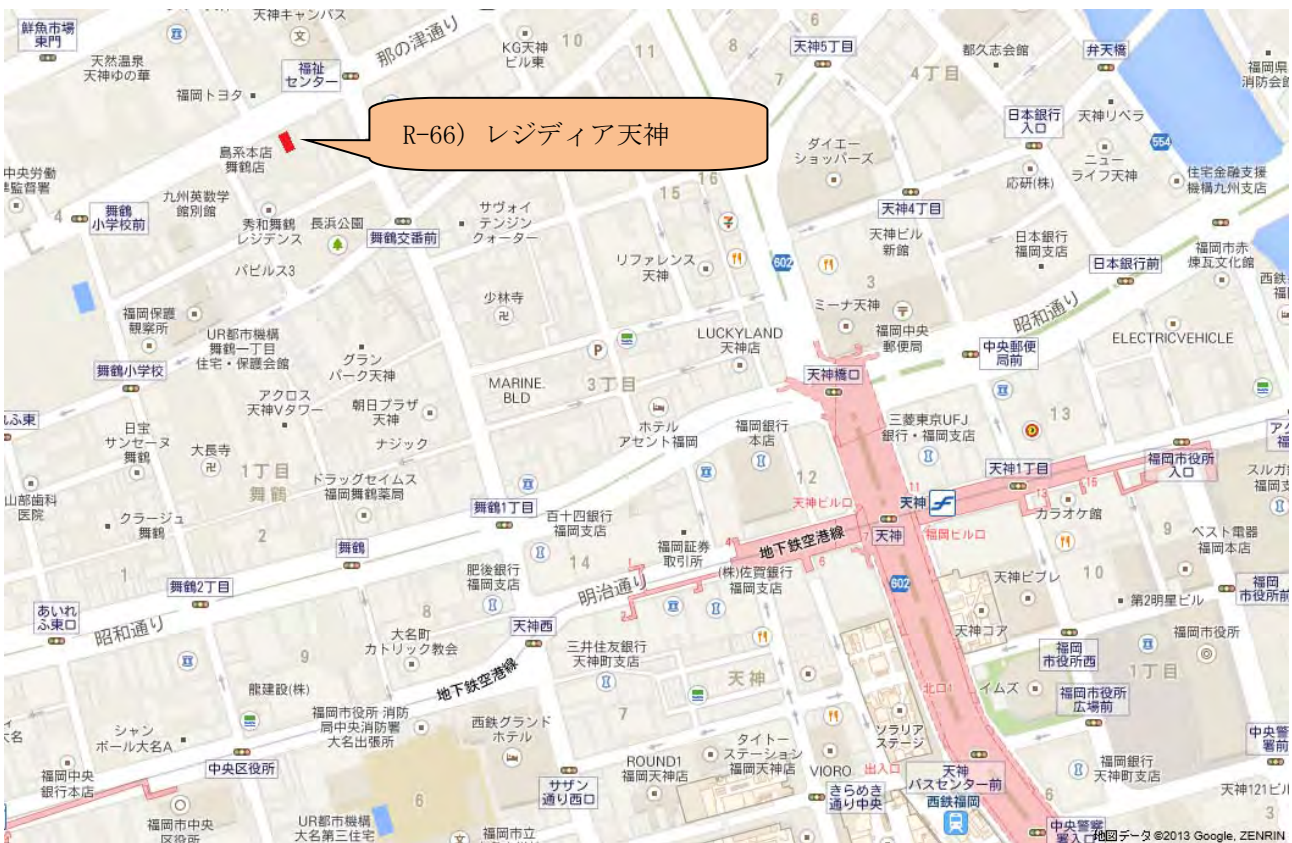 鮮魚市場
東門
天神キャンパス
天然温泉
天神ゆの華
福岡トヨタ
福祉
センター
那の津通り
KG天神
ビル東
10
11
8
6
7
天神5丁目
都久志会館
4丁目
弁天橋
福岡県
消防会館
日本銀行
入口
天神リベラ
554
ニュー
ライフ天神
住宅金融支援
機構九州支店
応研(株)
ダイエー
ショッパーズ
R-66) レジディア天神
島系本店
舞鶴店
中央労働
準監督署
九州英数学
館別館
4
舞鶴
小学校前
秀和舞鶴
レジデンス
長浜公園
舞鶴交番前
サヴォイ
テンジン
クォーター
15
16
天神4丁目
天神ビル
新館
日本銀行
福岡支店
日本銀行前
福岡市赤
煉瓦文化館
バビルス3
リファレンス
天神
602
3
ミーナ天神
福岡中央
郵便局
昭和通り
福岡保護
観察所
UR都市機構
舞鶴一丁目
住宅・保護会館
少林寺
LUCKYLAND
天神店
中央郵便
局前
ELECTRICVEHICLE
舞鶴小学校
グラン
パーク天神
P
MARINE.
BLD
3丁目
天神橋口
アクロス
天神Vタワー
朝日プラザ
天神
れふ東
日宝
サンセーヌ
舞鶴
大長寺
ナジック
ホテル
アセント福岡
福岡銀行
本店
三菱東京UFJ
銀行・福岡支店
13
福岡市役所
入口
1丁目
舞鶴
ドラッグセイムス
福岡舞鶴薬局
12
天神1丁目
スルガ
福岡支
山部歯科
医院
クラージュ
舞鶴
2
舞鶴1丁目
百十四銀行
福岡支店
天神ビル口
11
天神
13
15
カラオケ館
9
ベスト電器
福岡本店
舞鶴
1
舞鶴2丁目
14
福岡証券
取引所
4
地下鉄空港線
7
天神
福岡ビル口
肥後銀行
福岡支店
明治通り
(株)佐賀銀行
福岡支店
6
602
天神ビブレ
10
第2明星ビル
福岡
市役所前
あいれ
ふ東口
昭和通り
8
大名町
カトリック教会
天神西
2
三井住友銀行
天神町支店
天神コア
福岡
市役所西
福岡市役所
9
地下鉄空港線
天神
1丁目
龍建設(株)
北口1
イムズ
福岡市役所
広場前
シャン
ボール大名A
福岡市役所 消防
局中央消防署
大名出張所
西鉄グランド
ホテル
7
ソラリア
ステージ
タイトー
ステーション
福岡天神店
福岡中央
銀行本店
中央区役所
ROUND1
福岡天神店
VIORO
出入口
天神
バスセンター前
福岡銀行
天神町支店
サザン
通り西口
きらめき
通り中央
西鉄福岡
6
天神121ビル
福岡市中央
区役所
UR都市機構
大名第三住宅
6
福岡市立
中央警察
署入口
3
地図データ ©2013 Google, ZENRIN